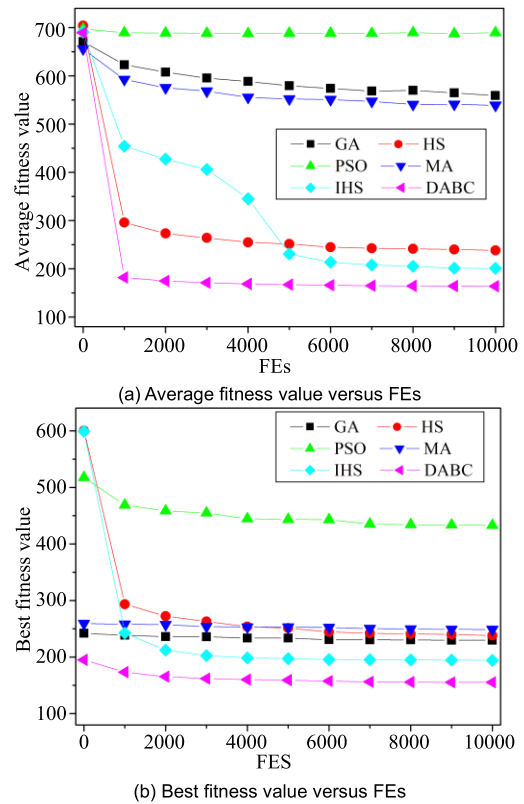 700
600
500
400
300
200
100
Average fitness value
GA HS
PSO MA
IHS DABC
0 2000 4000 6000 8000 10000
FEs
(a) Average fitness value versus FEs
600
500
400
300
200
100
Best fitness value
GA HS
PSO MA
IHS DABC
0 2000 4000 6000 8000 10000
FES
(b) Best fitness value versus FEs